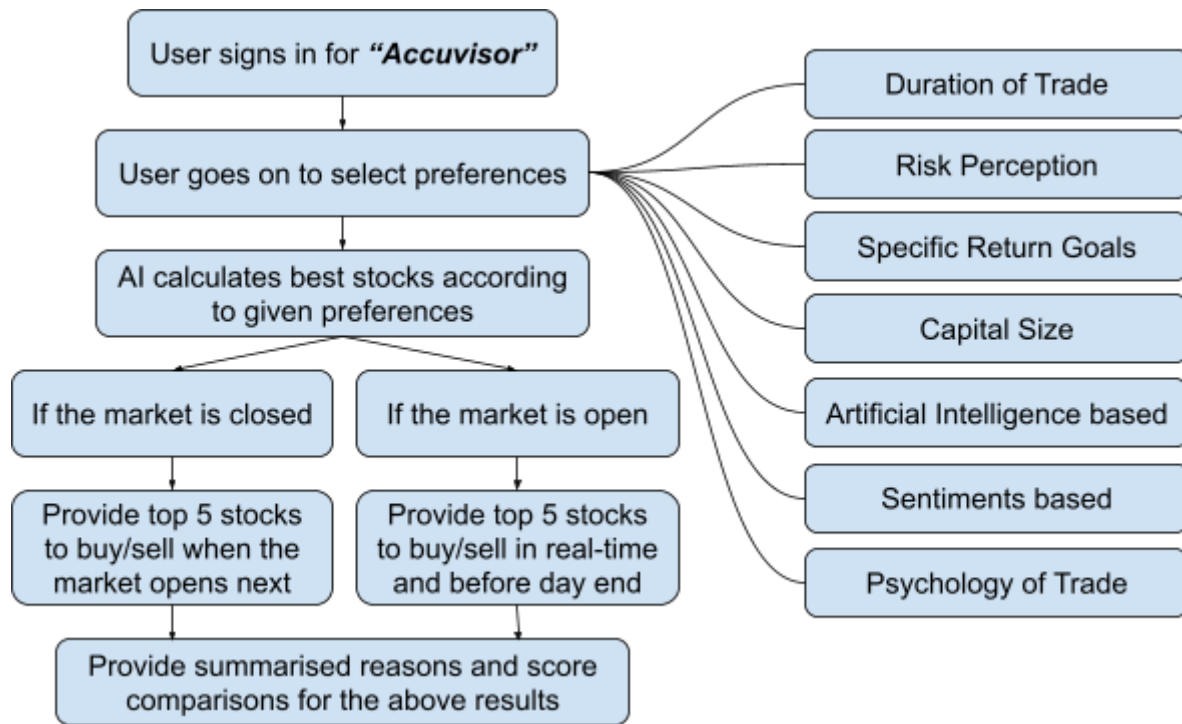 User signs in for “Accuvisor”
User goes on to select preferences
AI calculates best stocks according
to given preferences
If the market is closed
If the market is open
Provide top 5 stocks
to buy/sell when the
market opens next
Provide top 5 stocks
to buy/sell in real-time
and before day end
Provide summarised reasons and score
comparisons for the above results
Duration of Trade
Risk Perception
Specific Return Goals
Capital Size
Artificial Intelligence based
Sentiments based
Psychology of Trade